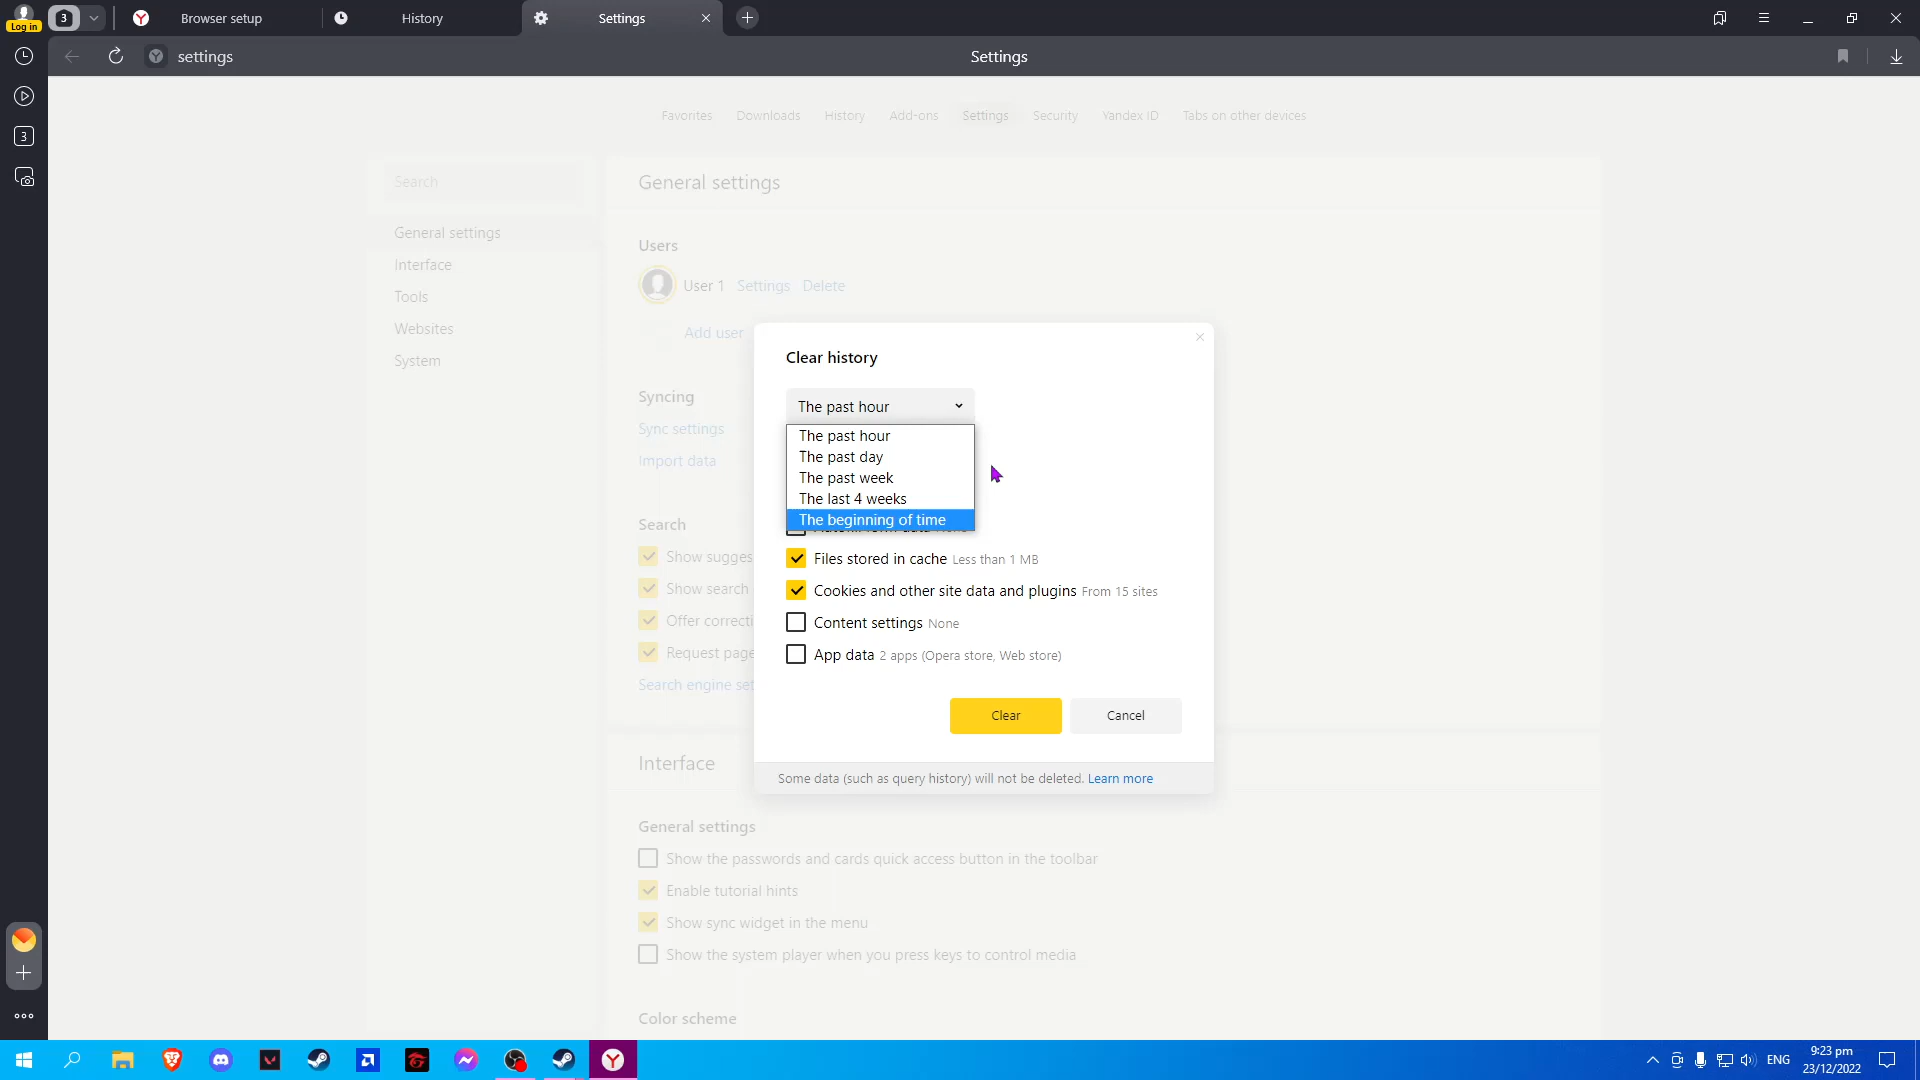 Log in
3
Browser setup
History
Settings
settings
Settings
3
Favorites
Downloads
History
Add-ons
Settings
Security
Yandex ID
Tabs on other devices
Search
General settings
Interface
Tools
Websites
System
General settings
Users
User 1 Settings Delete
Add user
Syncing
Sync settings
Import data
Search
Show sugges
Show search
Offer correcti
Request page
Search engine set
Clear history
The past hour
The past hour
The past day
The past week
The last 4 weeks
The beginning of time
Files stored in cache Less than 1 MB
Cookies and other site data and plugins From 15 sites
Content settings None
App data 2 apps (Opera store, Web store)
Clear
Cancel
Some data (such as query history) will not be deleted. Learn more
Interface
General settings
Show the passwords and cards quick access button in the toolbar
Enable tutorial hints
Show sync widget in the menu
Show the system player when you press keys to control media
Color scheme
ENG
9:23 pm
23/12/2022